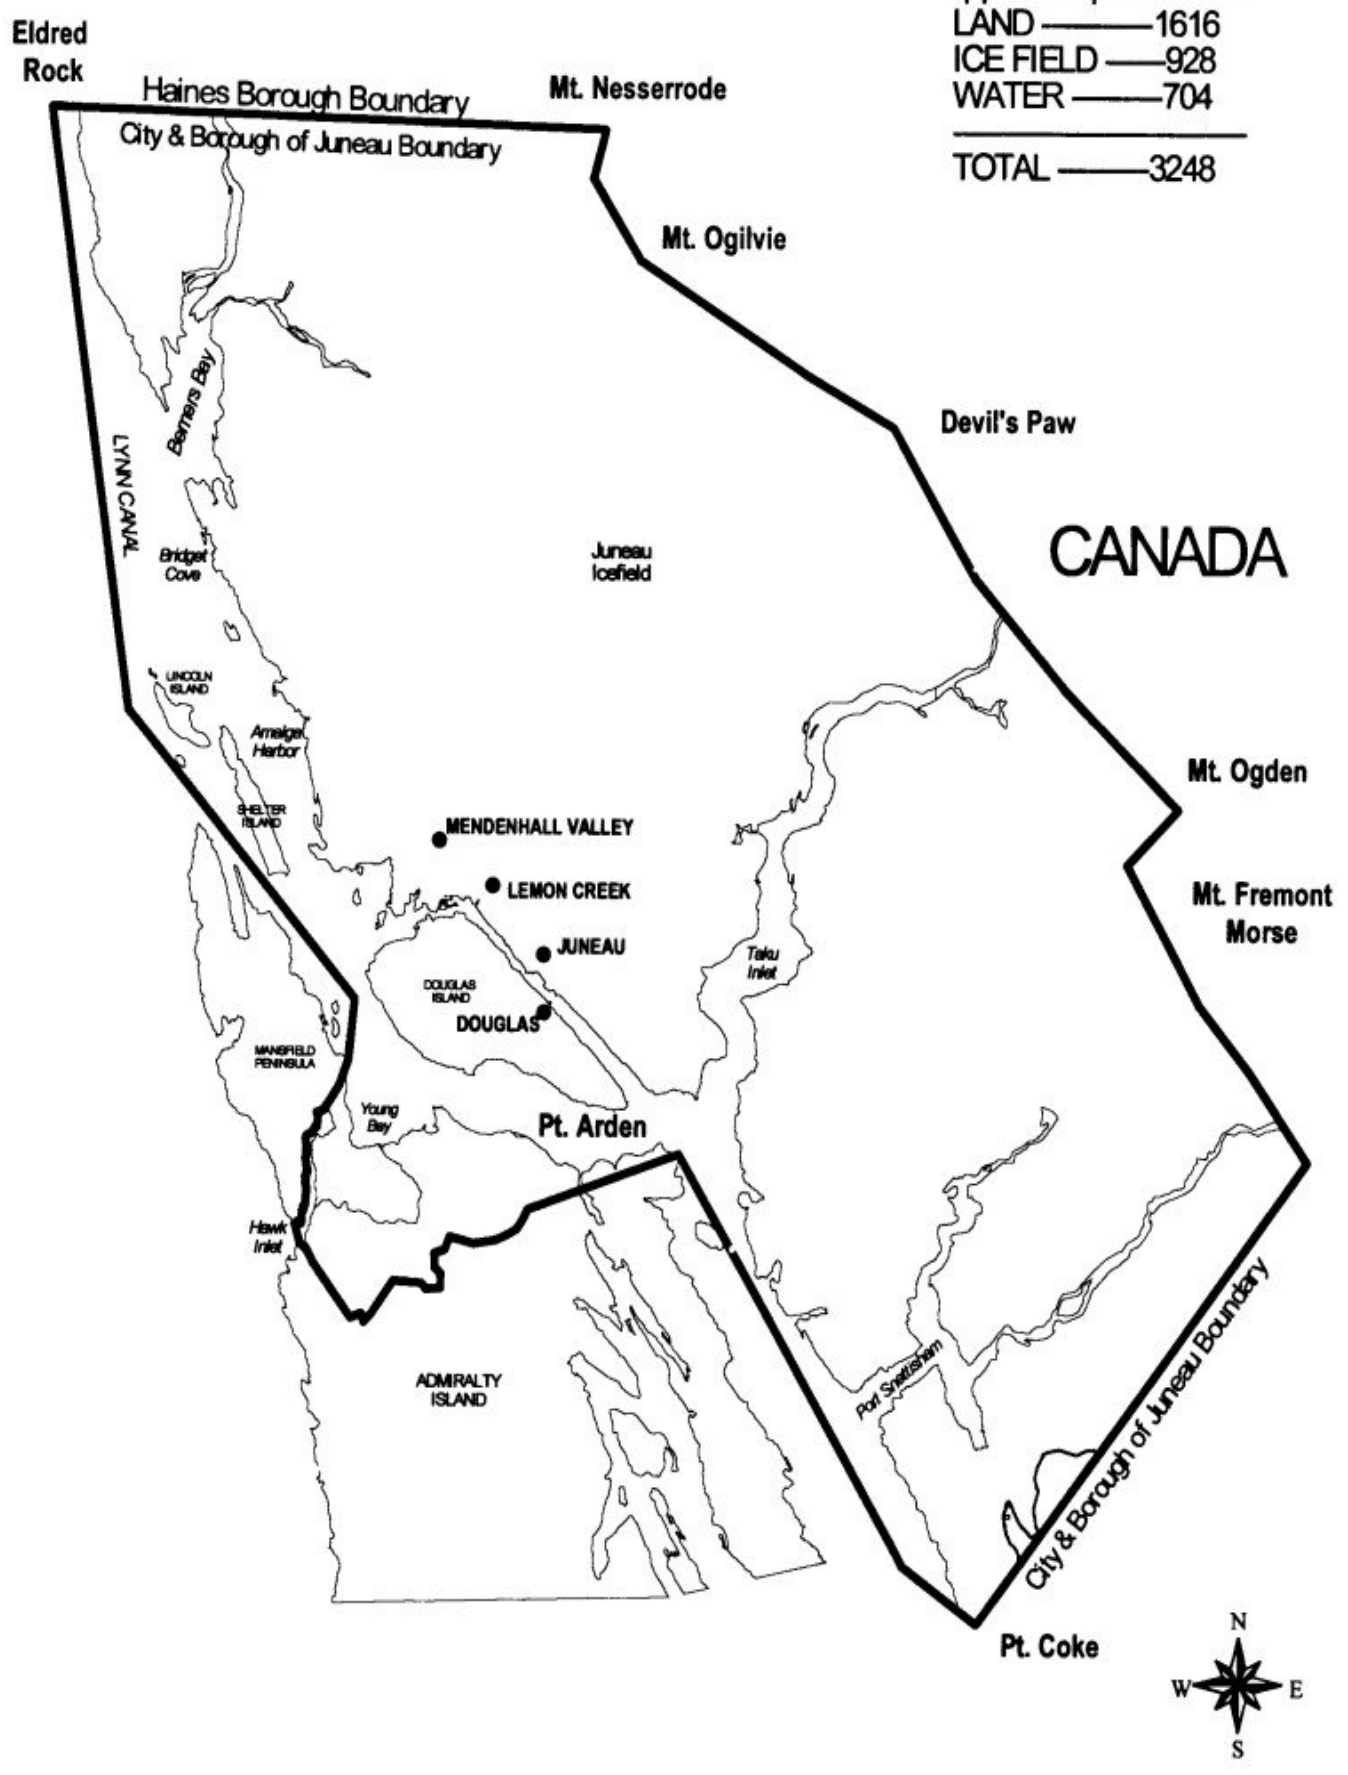 LAND 1616
ICE FIELD 928
WATER 704
TOTAL 3248
Eldred
Rock
Haines Borough Boundary
City & Borough of Juneau Boundary
Mt. Nesserrode
Mt. Ogilvie
Devil's Paw
CANADA
Berners Bay
LYNN CANAL
Bridget
Cove
Juneau
Icefield
LINCOLN
ISLAND
Amalga
Harbor
SHELTER
ISLAND
Mt. Ogden
MENDENHALL VALLEY
LEMON CREEK
JUNEAU
Mt. Fremont
Morse
Taku
Inlet
DOUGLAS
ISLAND
DOUGLAS
MANSFIELD
PENINSULA
Young
Bay
Pt. Arden
Hawk
Inlet
ADMIRALTY
ISLAND
Port Snettisham
City & Borough of Juneau Boundary
Pt. Coke
N
W E
S